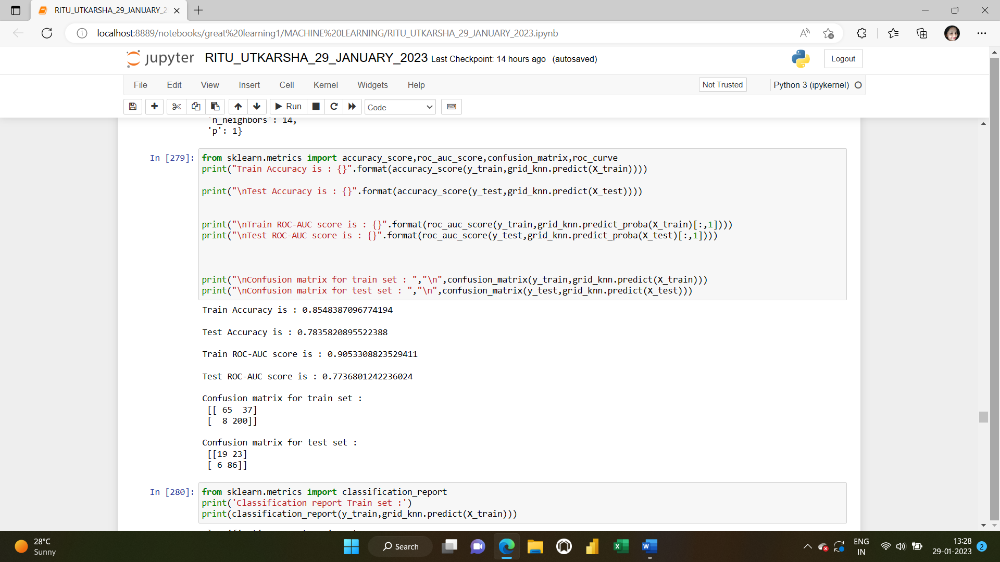 RITU_UTKARSHA_29_JANUARY_2
localhost:8889/notebooks/great%20learning1/MACHINE%20LEARNING/RITU_UTKARSHA_29_JANUARY_2023.ipynb
jupyter RITU_UTKARSHA_29_JANUARY_2023 Last Checkpoint: 14 hours ago (autosaved)
Logout
File Edit View Insert Cell Kernel Widgets Help
Not Trusted
Python 3 (ipykernel)
Run
Code
'n_neighbors': 14,
'p': 1}
In [279]:
from sklearn.metrics import accuracy_score,roc_auc_score,confusion_matrix,roc_curve
print("Train Accuracy is : {}".format(accuracy_score(y_train,grid_knn.predict(X_train))))
print("\nTest Accuracy is : {}".format(accuracy_score(y_test,grid_knn.predict(X_test))))
print("\nTrain ROC-AUC score is : {}".format(roc_auc_score(y_train,grid_knn.predict_proba(X_train)[:,1])))
print("\nTest ROC-AUC score is : {}".format(roc_auc_score(y_test,grid_knn.predict_proba(X_test)[:,1])))
print("\nConfusion matrix for train set : ","\n",confusion_matrix(y_train,grid_knn.predict(X_train)))
print("\nConfusion matrix for test set : ","\n",confusion_matrix(y_test,grid_knn.predict(X_test)))
Train Accuracy is : 0.8548387096774194
Test Accuracy is : 0.7835820895522388
Train ROC-AUC score is : 0.9053308823529411
Test ROC-AUC score is : 0.7736801242236024
Confusion matrix for train set :
[[ 65  37]
[  8 200]]
Confusion matrix for test set :
[[19 23]
[ 6 86]]
In [280]:
from sklearn.metrics import classification_report
print('Classification report Train set :')
print(classification_report(y_train,grid_knn.predict(X_train)))
28°C
Sunny
Search
ENG
IN
13:28
29-01-2023
2